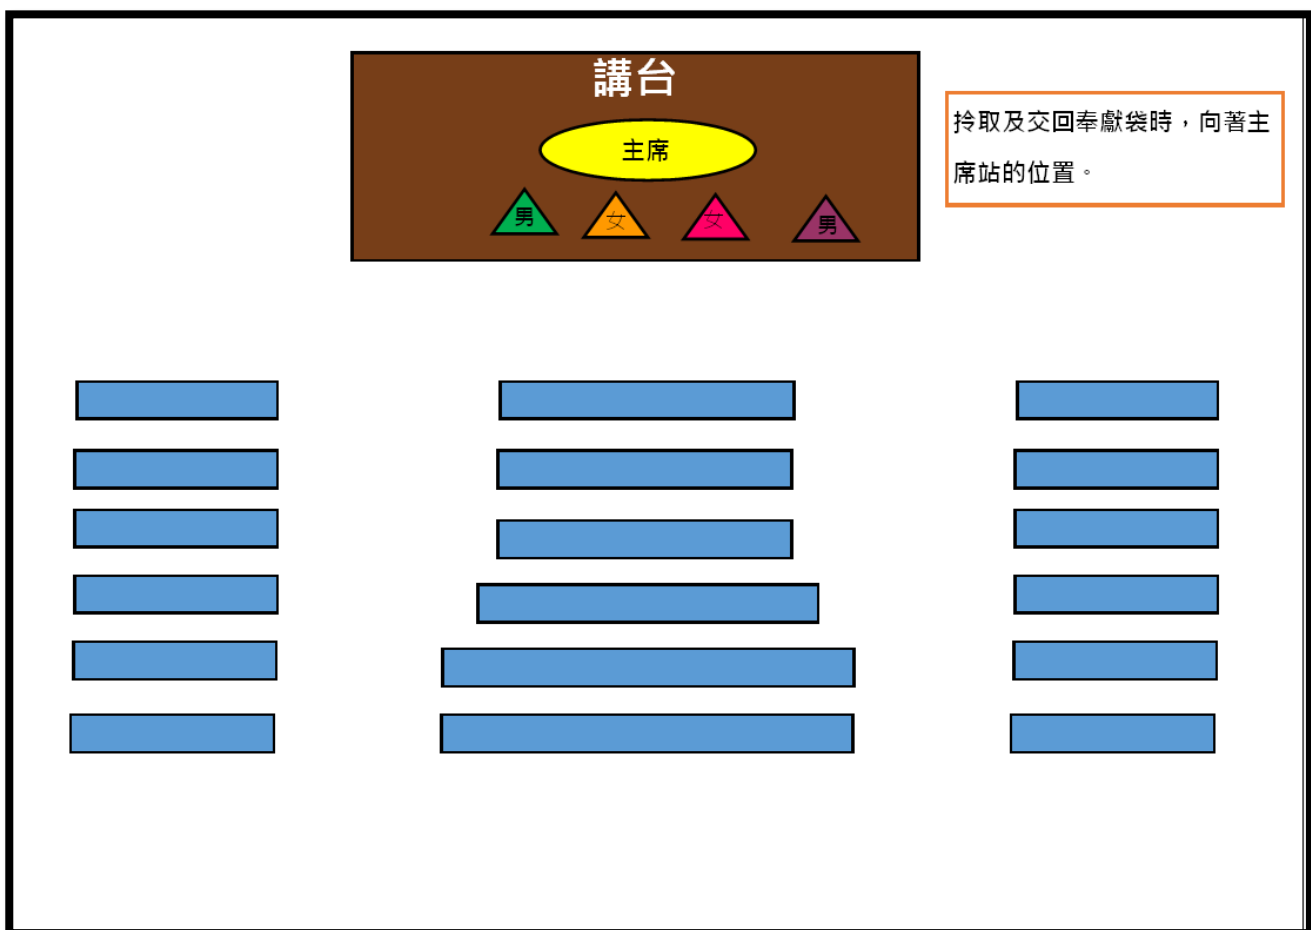 講台
主席
男
女
女
男
拎取及交回奉獻袋時，向著主
席站的位置。